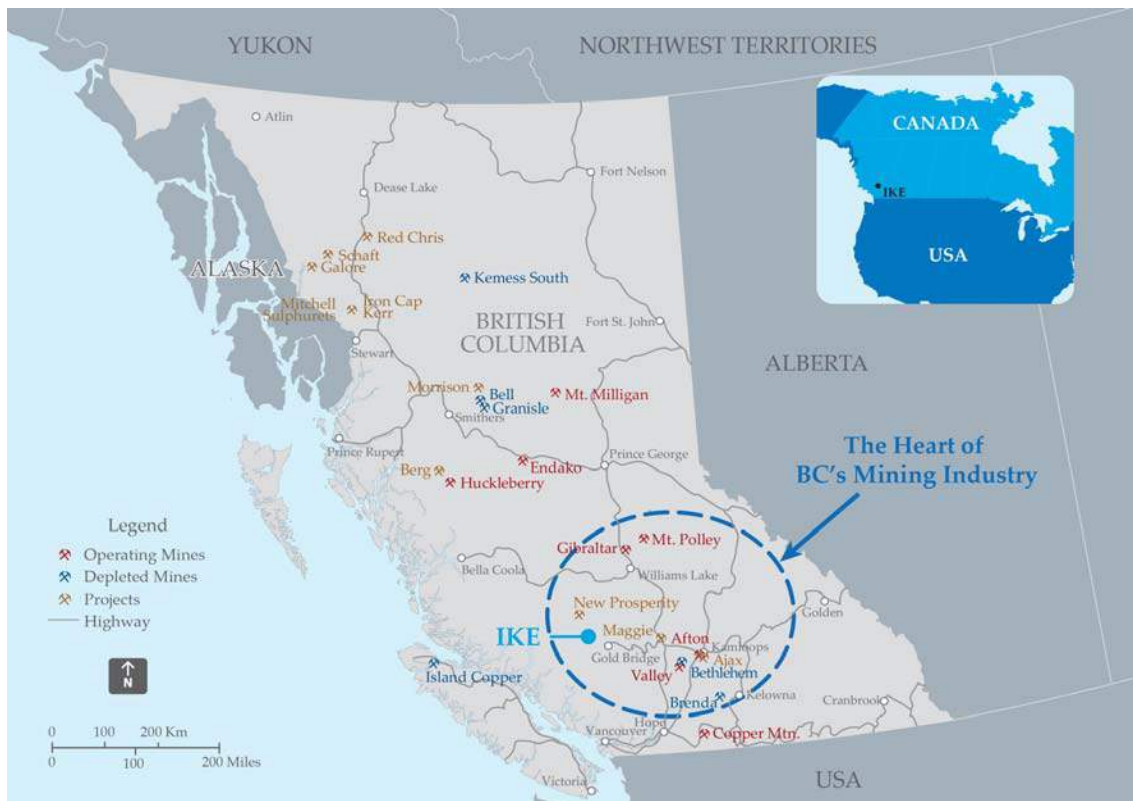 YUKON
NORTHWEST TERRITORIES
Atlin
CANADA
IKE
USA
Fort Nelson
Dease Lake
Red Chris
Schaft
Galore
ALASKA
Kemess South
Mitchell
Sulphurets
Iron Cap
Kerr
BRITISH
COLUMBIA
Fort St. John
Stewart
ALBERTA
Morrison
Bell
Granisle
Mt. Milligan
Smithers
Prince Rupert
Endako
Prince George
Berg
Huckleberry
The Heart of
BC's Mining Industry
Legend
Operating Mines
Depleted Mines
Projects
Highway
N
0 100 200 Km
0 100 200 Miles
Mt. Polley
Gibraltar
Bella Coola
Williams Lake
New Prosperity
Golden
IKE
Maggie
Afton
Gold Bridge
Kamloops
Ajax
Valley
Bethlehem
Island Copper
Brenda
Kelowna
Cranbrook
Hope
Vancouver
Copper Mtn.
Victoria
USA